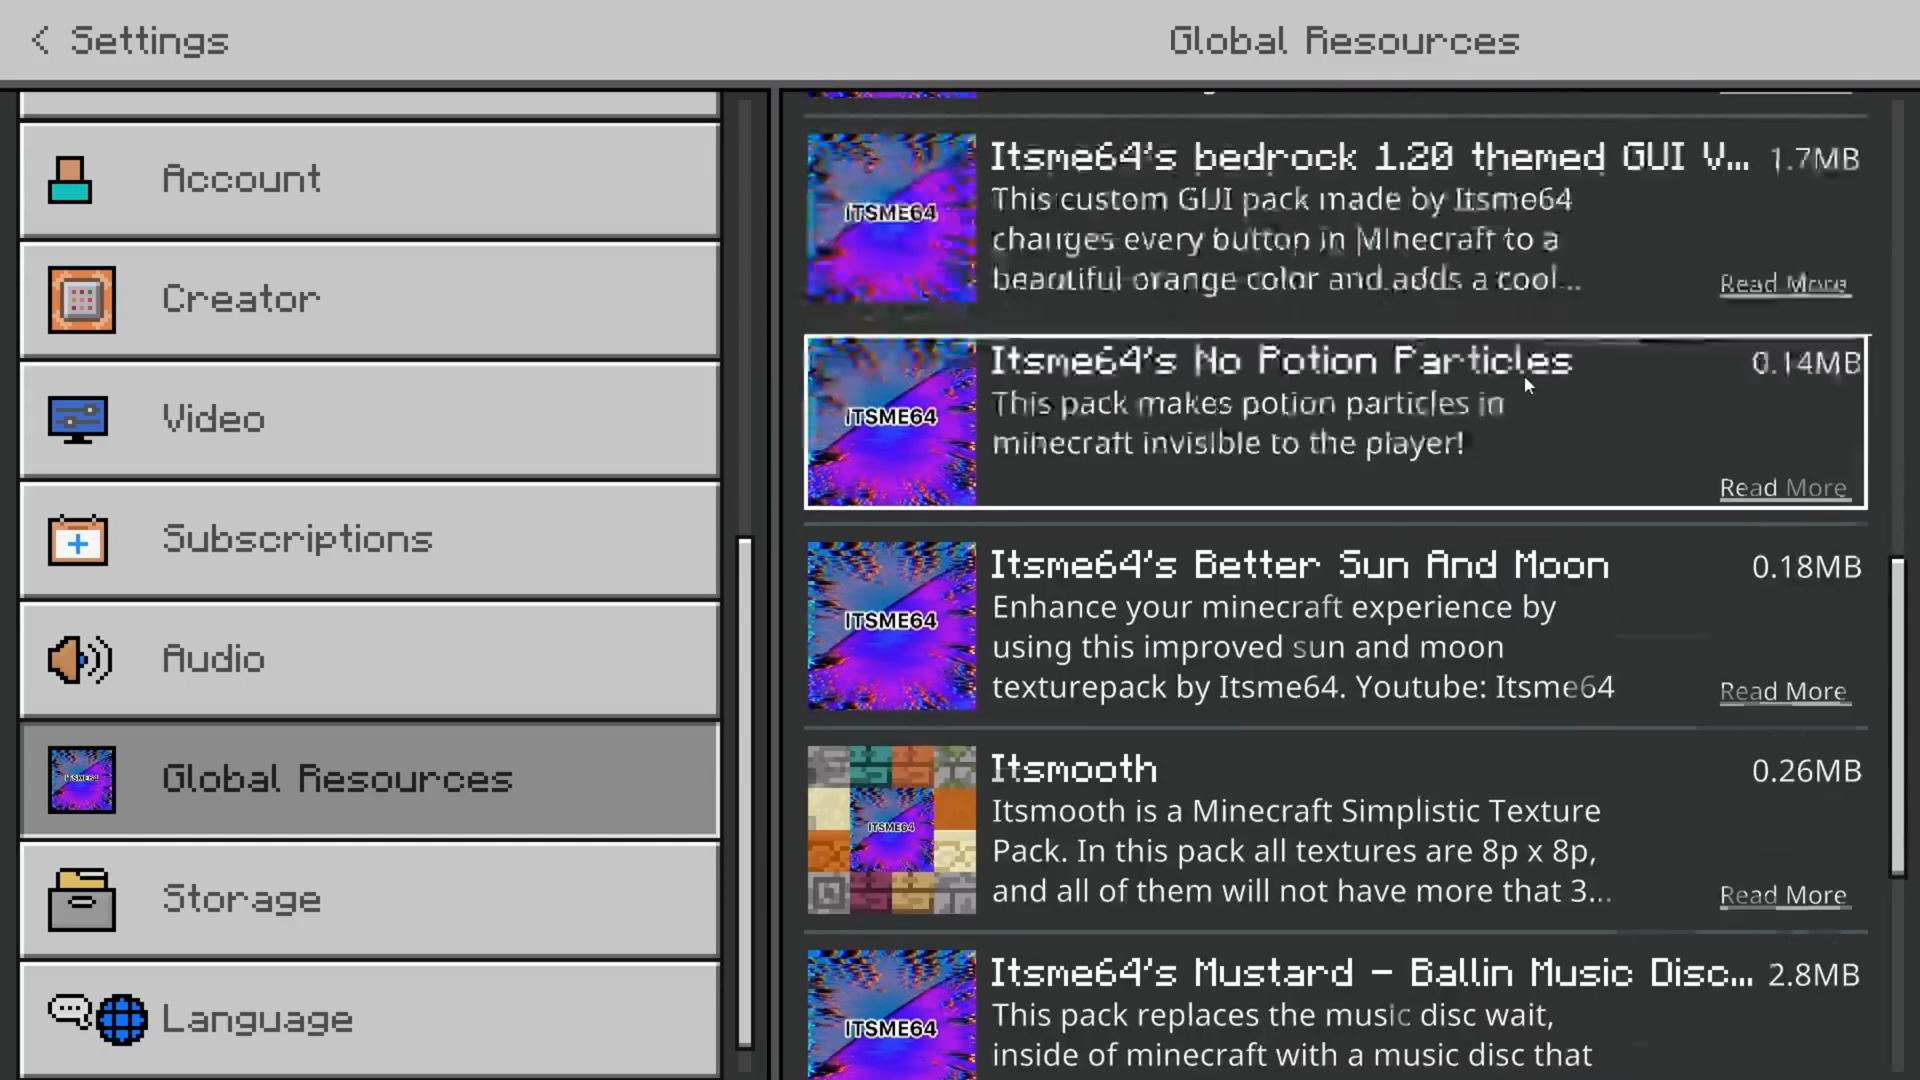 Settings
Global Resources
Account
Creator
Video
Subscriptions
Audio
Global Resources
Storage
Language
ITSME64
Itsme64's bedrock 1.20 themed GUI V... 1.7MB
This custom GUI pack made by Itsme64
changes every button in Minecraft to a
beautiful orange color and adds a cool...
Read More
ITSME64
Itsme64's No Potion Particles 0.14MB
This pack makes potion particles in
minecraft invisible to the player!
Read More
ITSME64
Itsme64's Better Sun And Moon 0.18MB
Enhance your minecraft experience by
using this improved sun and moon
texturepack by Itsme64. Youtube: Itsme64
Read More
ITSME64
Itsmooth 0.26MB
Itsmooth is a Minecraft Simplistic Texture
Pack. In this pack all textures are 8p x 8p,
and all of them will not have more that 3...
Read More
ITSME64
Itsme64's Mustard - Ballin Music Disc... 2.8MB
This pack replaces the music disc wait,
inside of minecraft with a music disc that